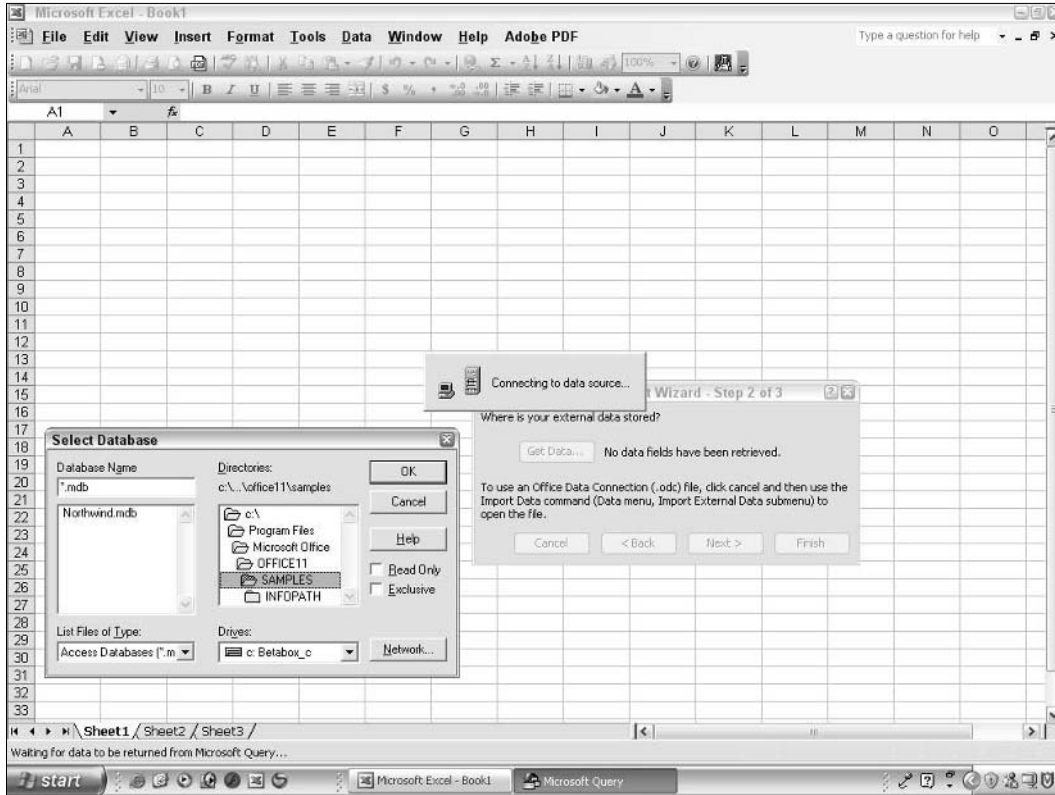 Microsoft Excel - Book1
File Edit View Insert Format Tools Data Window Help Adobe PDF
Type a question for help
100%
Arial 10 B I U $ % ,
A1 fx
A B C D E F G H I J K L M N O
1
2
3
4
5
6
7
8
9
10
11
12
13
14
15
16
17
18
19
20
21
22
23
24
25
26
27
28
29
30
31
32
33
Connecting to data source...
t Wizard - Step 2 of 3
Where is your external data stored?
Get Data... No data fields have been retrieved.
To use an Office Data Connection (.odc) file, click cancel and then use the
Import Data command (Data menu, Import External Data submenu) to
open the file.
Cancel < Back Next > Finish
Select Database
Database Name
*.mdb
Northwind.mdb
List Files of Type:
Access Databases (*.m
Directories:
c:\...\office11\samples
c:\
Program Files
Microsoft Office
OFFICE11
SAMPLES
INFOPATH
Drives:
c: Betabox_c
OK
Cancel
Help
Read Only
Exclusive
Network...
Sheet1 / Sheet2 / Sheet3 /
Waiting for data to be returned from Microsoft Query...
start Microsoft Excel - Book1 Microsoft Query